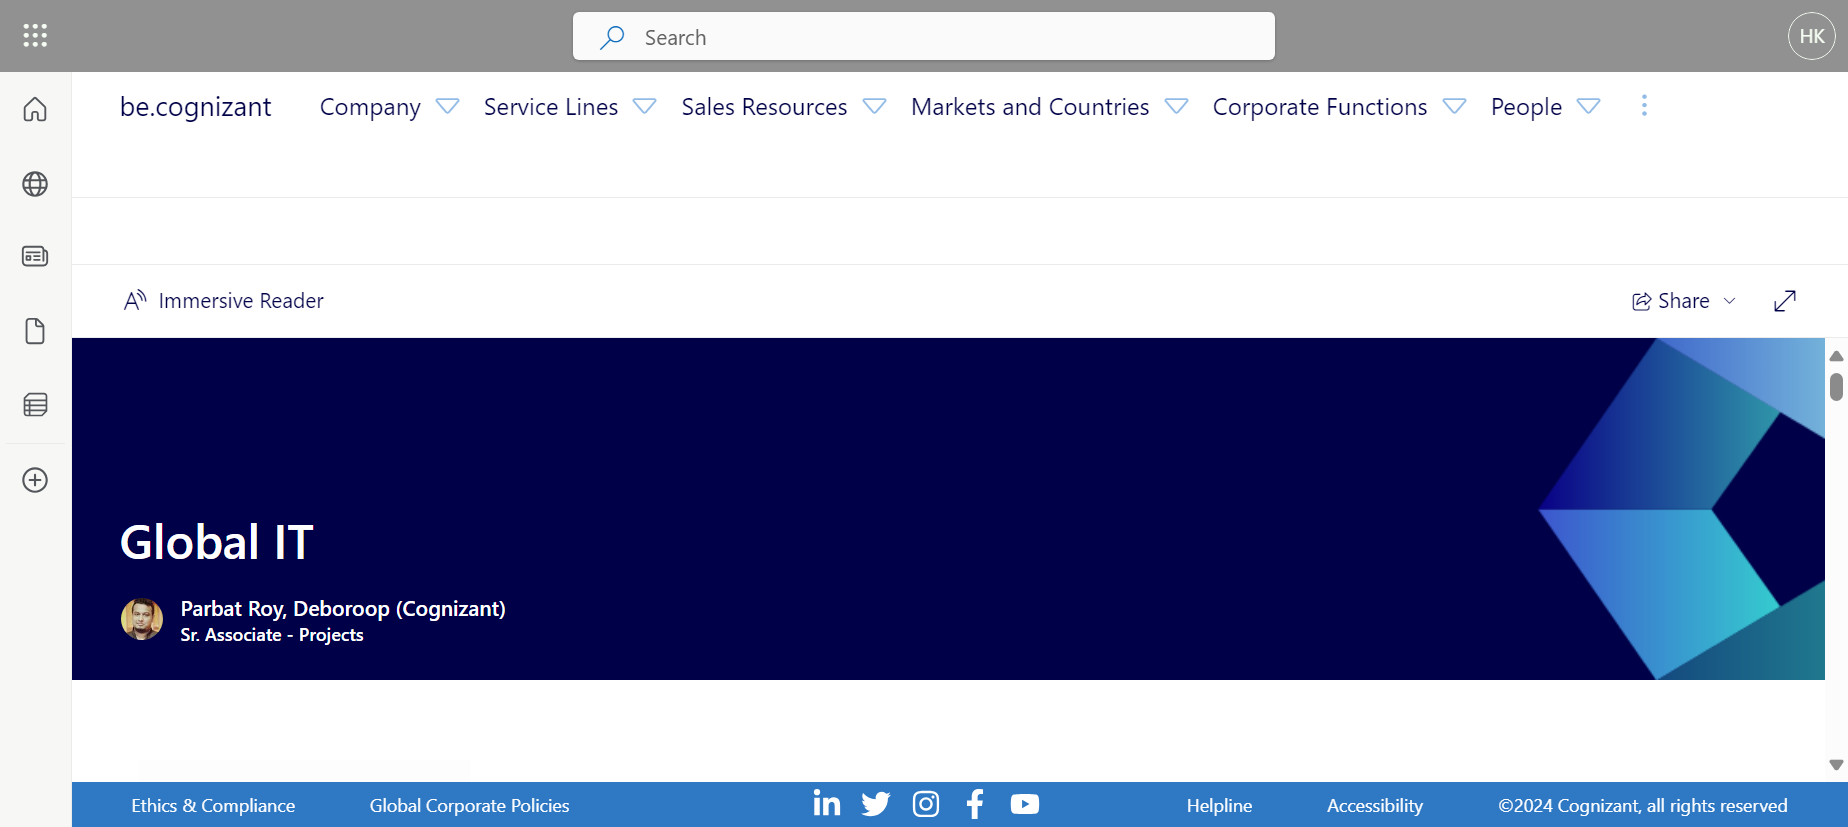 Search
HK
be.cognizant Company Service Lines Sales Resources Markets and Countries Corporate Functions People
Immersive Reader
Share
Global IT
Parbat Roy, Deboroop (Cognizant)
Sr. Associate - Projects
Ethics & Compliance Global Corporate Policies Helpline Accessibility ©2024 Cognizant, all rights reserved